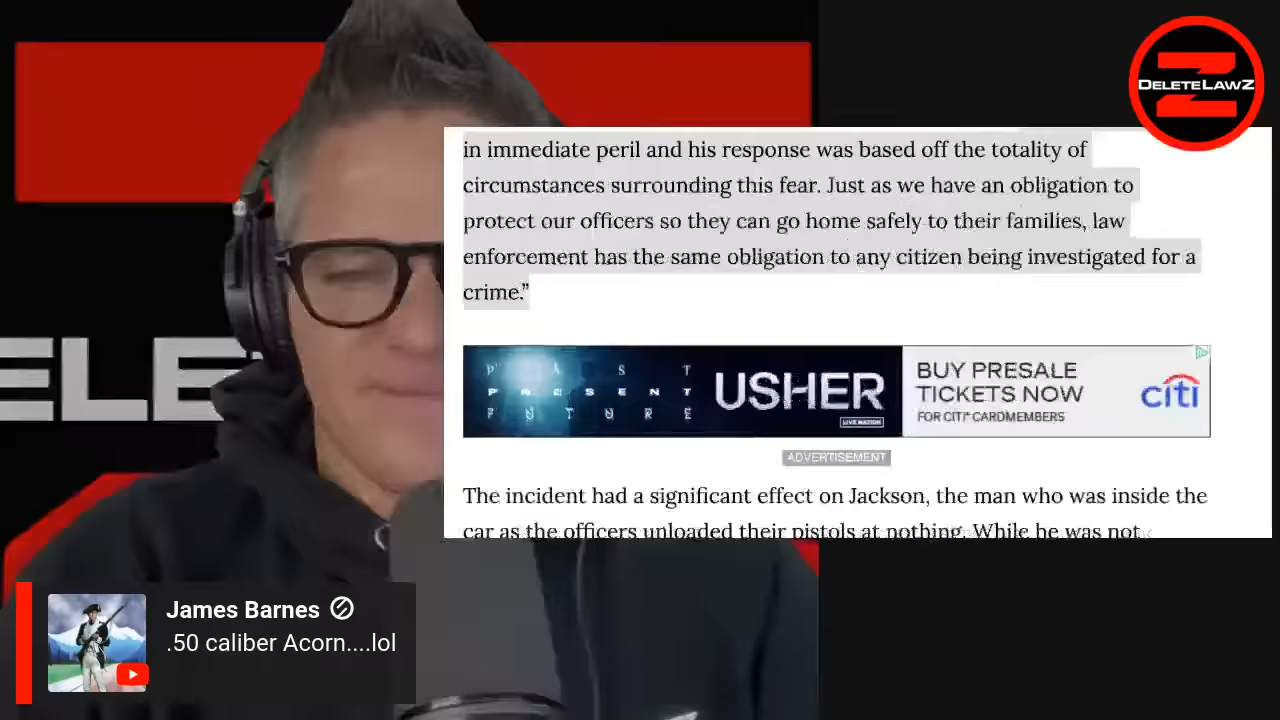 DELETELAWZ
in immediate peril and his response was based off the totality of
circumstances surrounding this fear. Just as we have an obligation to
protect our officers so they can go home safely to their families, law
enforcement has the same obligation to any citizen being investigated for a
crime.”
PAST
PRESENT
FUTURE
USHER
LIVE NATION
BUY PRESALE
TICKETS NOW
FOR CITI® CARDMEMBERS
citi
ADVERTISEMENT
The incident had a significant effect on Jackson, the man who was inside the
car as the officers unloaded their pistols at nothing. While he was not
ELE
James Barnes
.50 caliber Acorn....lol